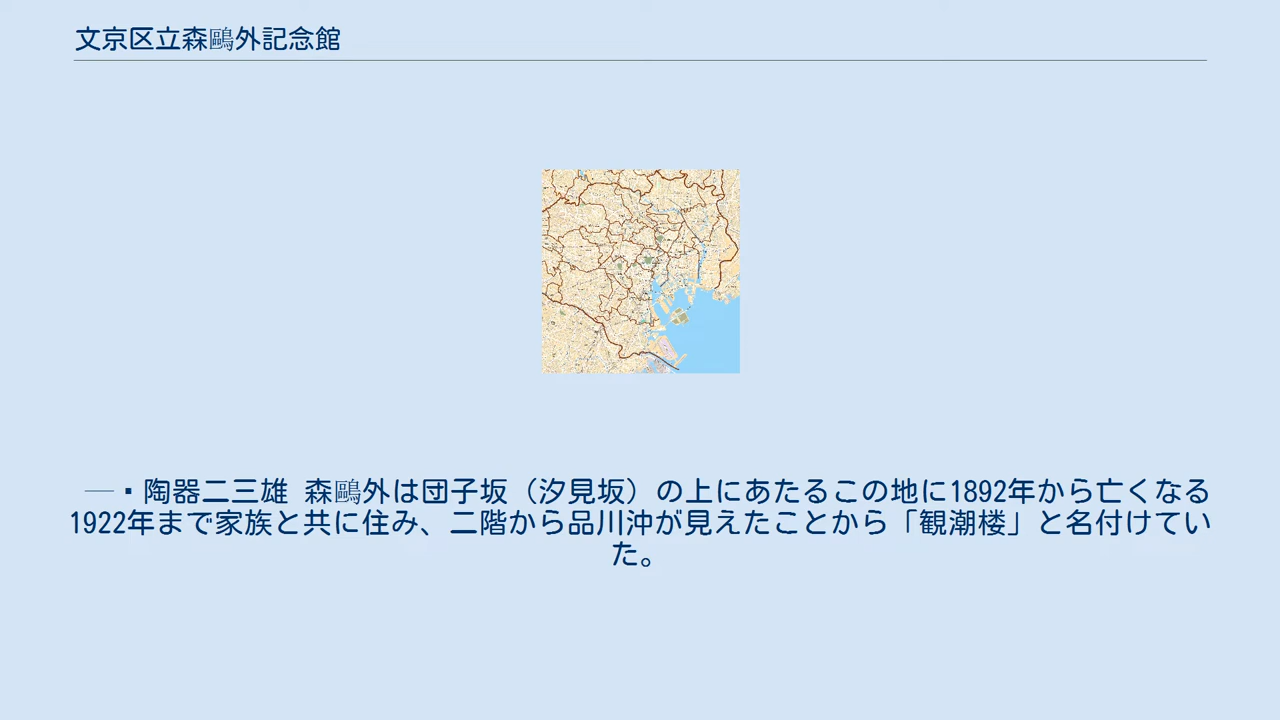 文京区立森鷗外記念館
―・陶器二三雄 森鷗外は団子坂（汐見坂）の上にあたるこの地に1892年から亡くなる
1922年まで家族と共に住み、二階から品川沖が見えたことから「観潮楼」と名付けてい
た。